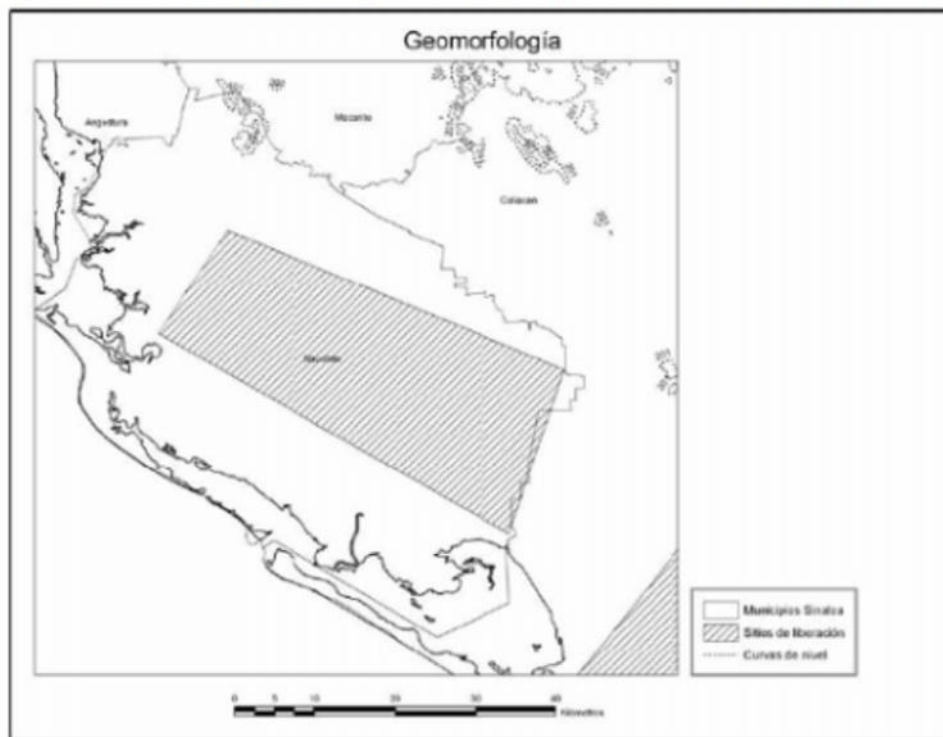 Geomorfología
Angostura
Mocorito
Culiacan
Navolato
Municipios Sinaloa
Sitios de liberación
Curvas de nivel
0 5 10 20 30 40
Kilometros